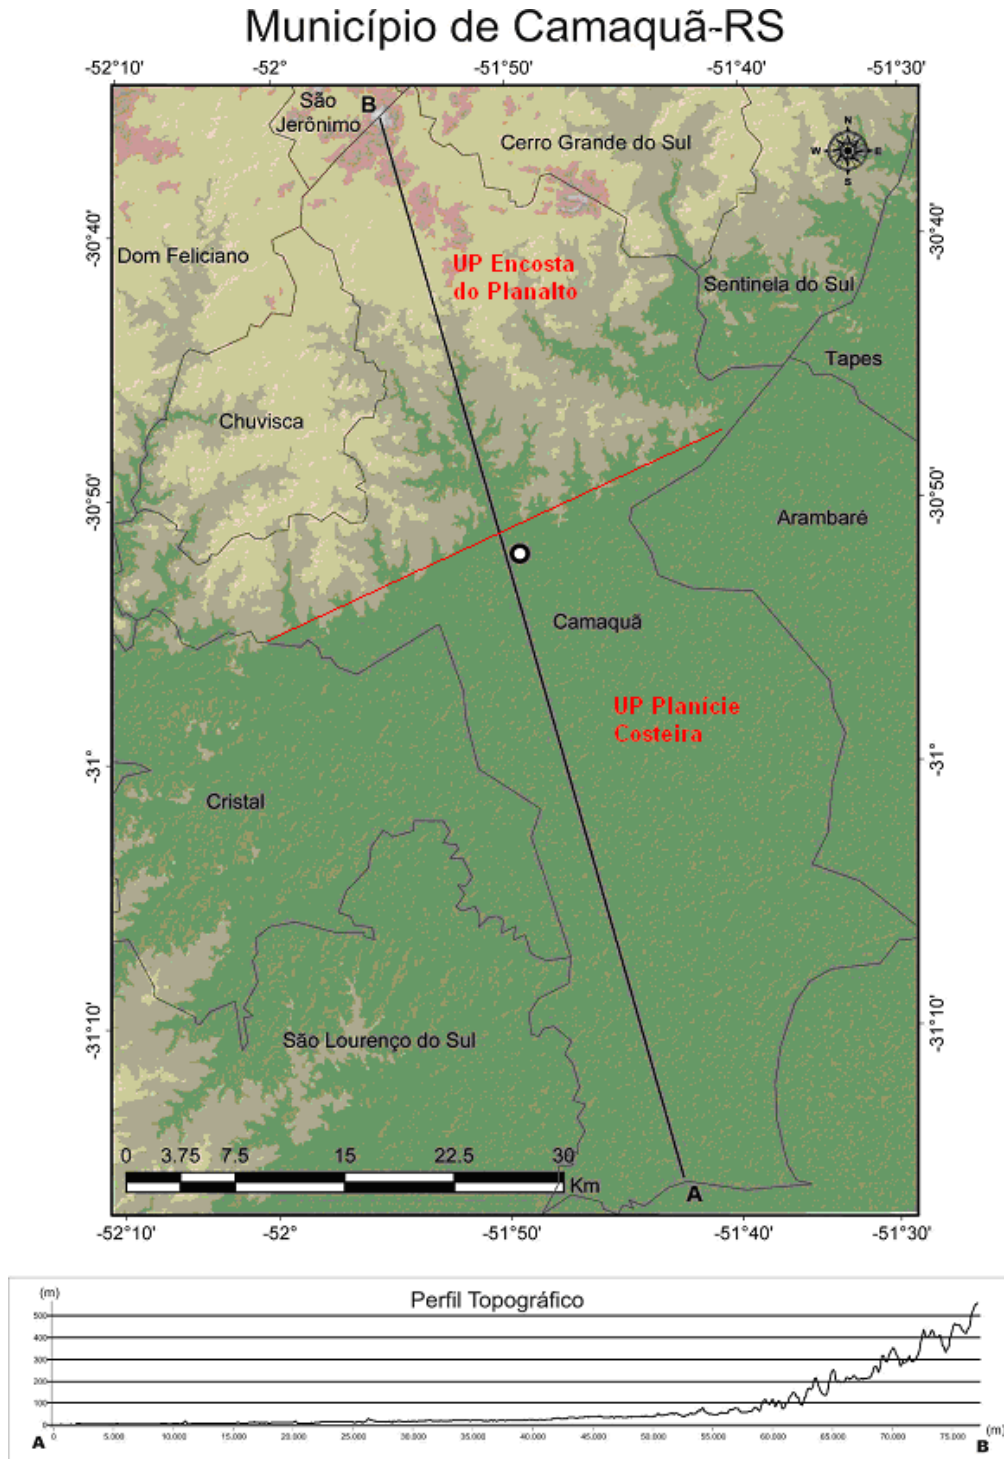 Município de Camaquã-RS
-52°10' -52° -51°50' -51°40' -51°30'
São
Jerônimo
B
Cerro Grande do Sul
N
W E
S
-30°40' -30°40'
Dom Feliciano
UP Encosta
do Planalto
Sentinela do Sul
Tapes
Chuvisca
-30°50' -30°50'
Arambaré
Camaquã
UP Planície
Costeira
-31° -31°
Cristal
-31°10' -31°10'
São Lourenço do Sul
0 3.75 7.5 15 22.5 30
Km
A
-52°10' -52° -51°50' -51°40' -51°30'
(m) Perfil Topográfico
500
400
300
200
100
0
0 5.000 10.000 15.000 20.000 25.000 30.000 35.000 40.000 45.000 50.000 55.000 60.000 65.000 70.000 75.000 (m)
A B